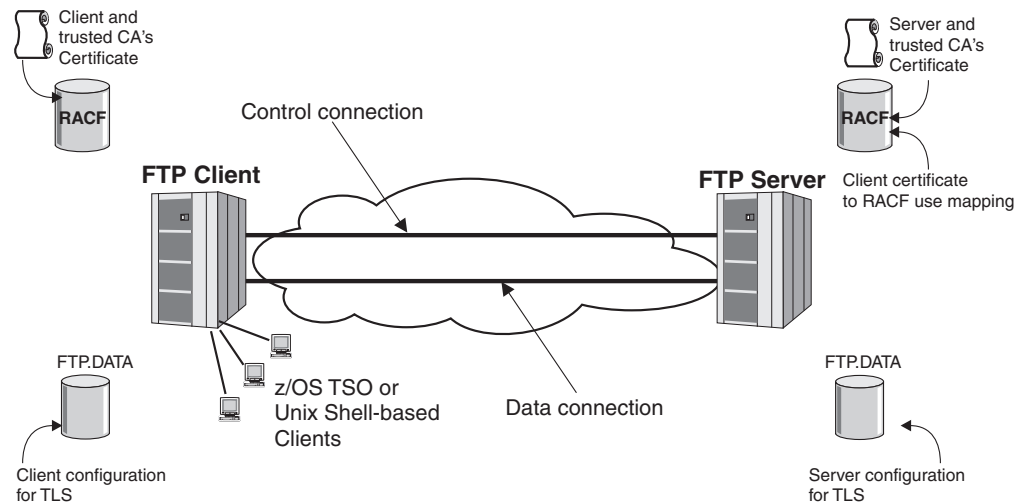 Client and
trusted CA's
Certificate
RACF
Server and
trusted CA's
Certificate
RACF
Control connection
FTP Client
FTP Server
Client certificate
to RACF use mapping
FTP.DATA
z/OS TSO or
Unix Shell-based
Clients
Data connection
FTP.DATA
Client configuration
for TLS
Server configuration
for TLS